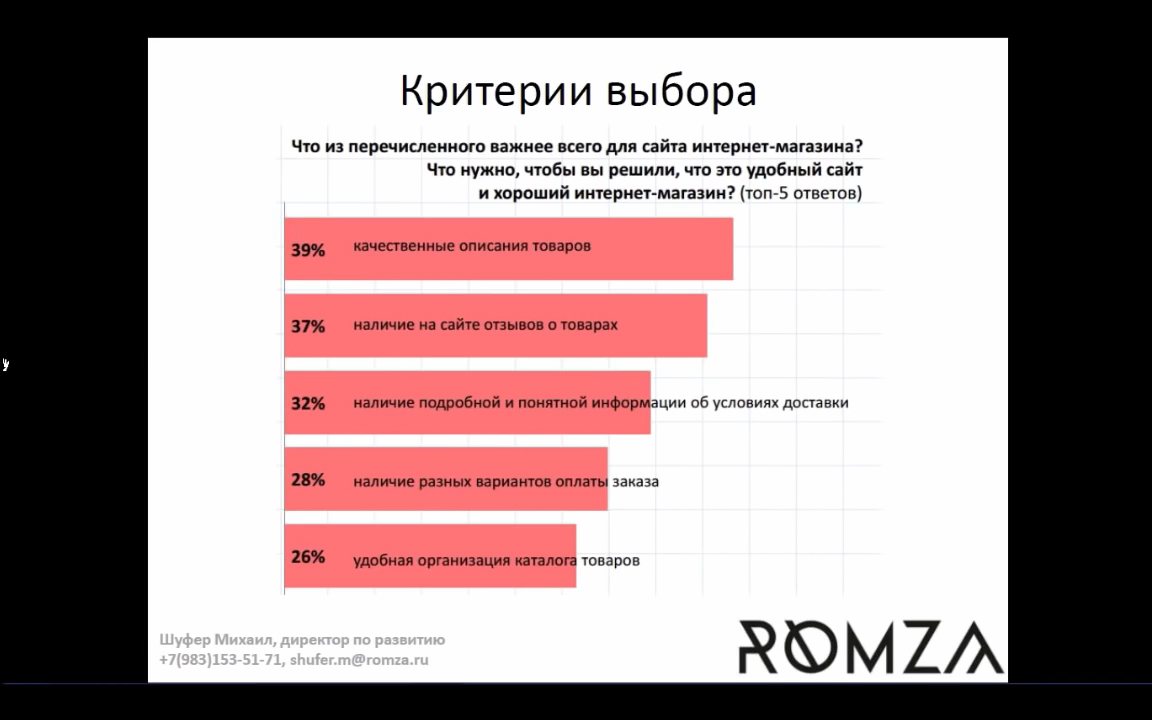 Критерии выбора
Что из перечисленного важнее всего для сайта интернет-магазина?
Что нужно, чтобы вы решили, что это удобный сайт
и хороший интернет-магазин? (топ-5 ответов)
39% качественные описания товаров
37% наличие на сайте отзывов о товарах
32% наличие подробной и понятной информации об условиях доставки
28% наличие разных вариантов оплаты заказа
26% удобная организация каталога товаров
Шуфер Михаил, директор по развитию
+7(983)153-51-71, shufer.m@romza.ru
ROMZA